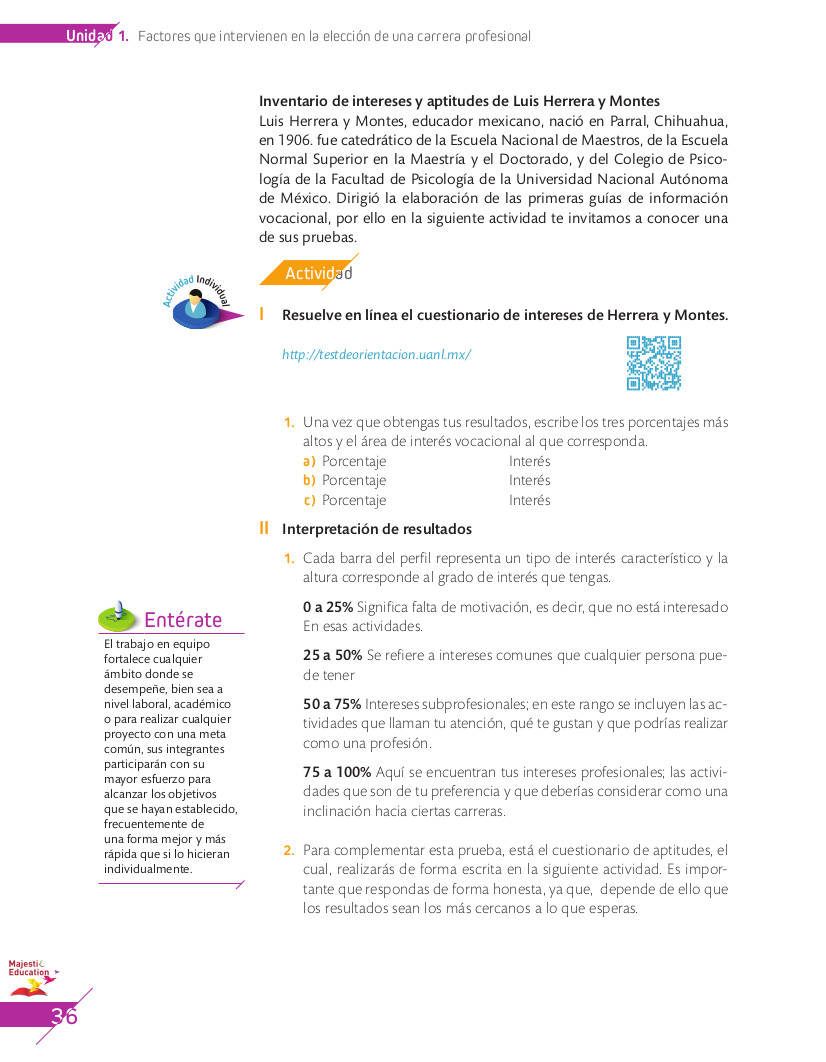 Unidad 1. Factores que intervienen en la elección de una carrera profesional
Inventario de intereses y aptitudes de Luis Herrera y Montes
Luis Herrera y Montes, educador mexicano, nació en Parral, Chihuahua,
en 1906. fue catedrático de la Escuela Nacional de Maestros, de la Escuela
Normal Superior en la Maestría y el Doctorado, y del Colegio de Psico-
logía de la Facultad de Psicología de la Universidad Nacional Autónoma
de México. Dirigió la elaboración de las primeras guías de información
vocacional, por ello en la siguiente actividad te invitamos a conocer una
de sus pruebas.
Actividad
Actividad Individual
I Resuelve en línea el cuestionario de intereses de Herrera y Montes.
http://testdeorientacion.uanl.mx/
1. Una vez que obtengas tus resultados, escribe los tres porcentajes más
altos y el área de interés vocacional al que corresponda.
a) Porcentaje Interés
b) Porcentaje Interés
c) Porcentaje Interés
II Interpretación de resultados
1. Cada barra del perfil representa un tipo de interés característico y la
altura corresponde al grado de interés que tengas.
0 a 25% Significa falta de motivación, es decir, que no está interesado
En esas actividades.
25 a 50% Se refiere a intereses comunes que cualquier persona pue-
de tener
50 a 75% Intereses subprofesionales; en este rango se incluyen las ac-
tividades que llaman tu atención, qué te gustan y que podrías realizar
como una profesión.
75 a 100% Aquí se encuentran tus intereses profesionales; las activi-
dades que son de tu preferencia y que deberías considerar como una
inclinación hacia ciertas carreras.
2. Para complementar esta prueba, está el cuestionario de aptitudes, el
cual, realizarás de forma escrita en la siguiente actividad. Es impor-
tante que respondas de forma honesta, ya que, depende de ello que
los resultados sean los más cercanos a lo que esperas.
Entérate
El trabajo en equipo
fortalece cualquier
ámbito donde se
desempeñe, bien sea a
nivel laboral, académico
o para realizar cualquier
proyecto con una meta
común, sus integrantes
participarán con su
mayor esfuerzo para
alcanzar los objetivos
que se hayan establecido,
frecuentemente de
una forma mejor y más
rápida que si lo hicieran
individualmente.
Majestic
Education
36